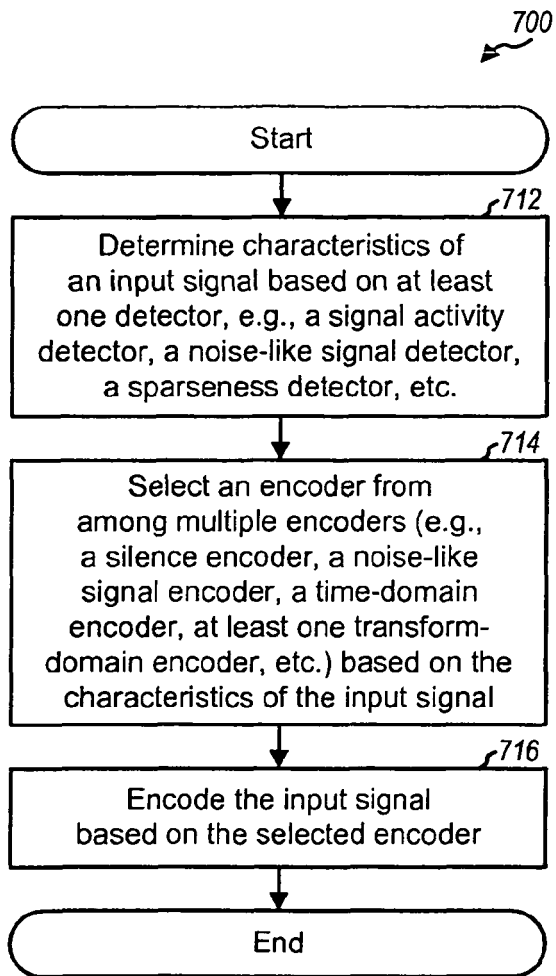 700
Start
712
Determine characteristics of
an input signal based on at least
one detector, e.g., a signal activity
detector, a noise-like signal detector,
a sparseness detector, etc.
714
Select an encoder from
among multiple encoders (e.g.,
a silence encoder, a noise-like
signal encoder, a time-domain
encoder, at least one transform-
domain encoder, etc.) based on the
characteristics of the input signal
716
Encode the input signal
based on the selected encoder
End